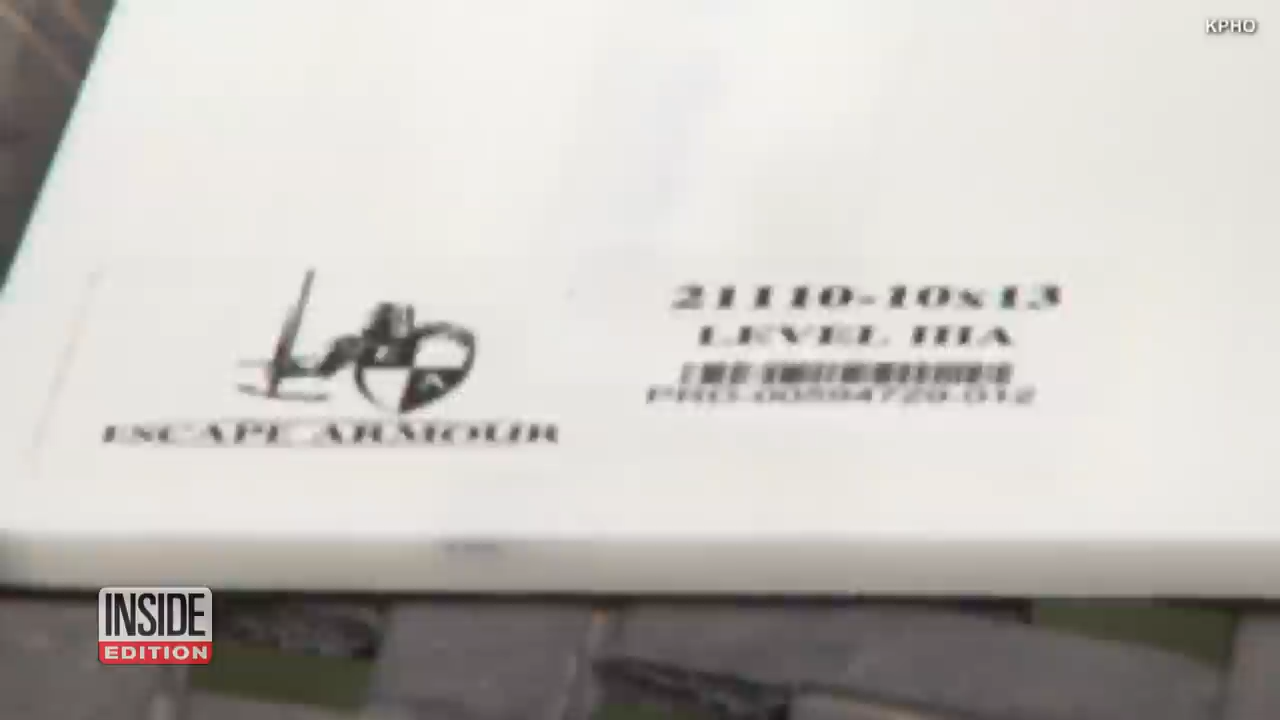 KPHO
21110-10x13
LEVEL IIIA
ESCAPE ARMOUR
INSIDE
EDITION